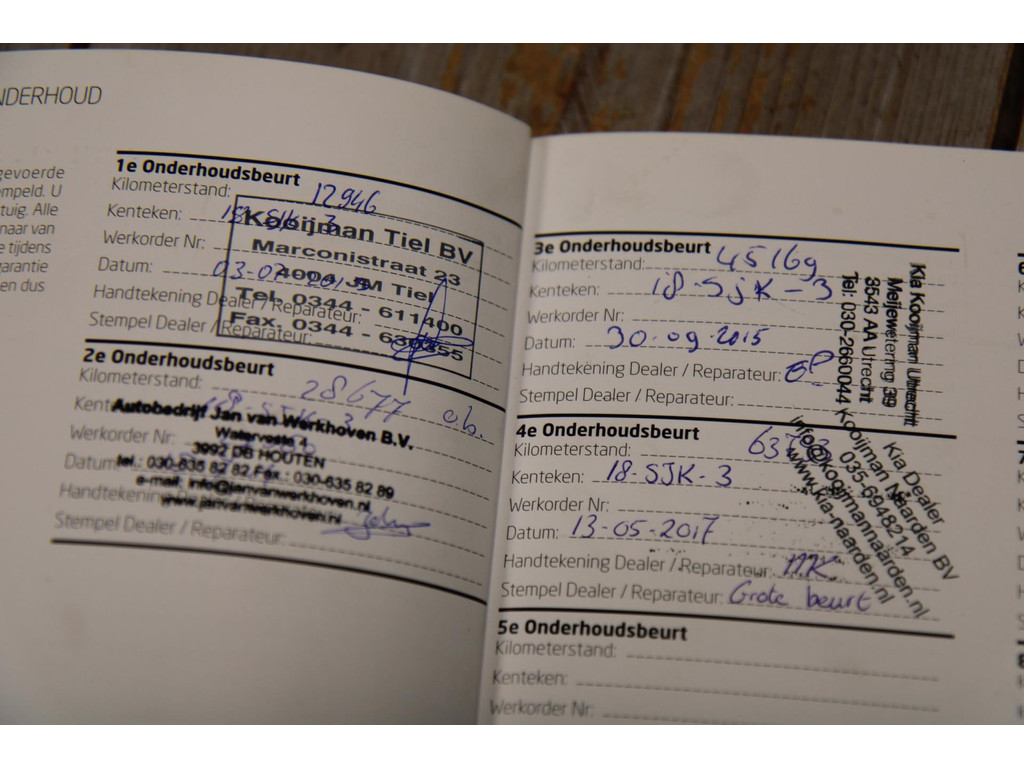 NDERHOUD
gevoerde
mpeld. U
tuig. Alle
naar van
e tijdens
garantie
en dus
1e Onderhoudsbeurt
Kilometerstand: 12946
Kenteken:
Werkorder Nr:
Datum: 03-07-
Handtekening Dealer / Reparateur:
Stempel Dealer / Reparateur:
Kooijman Tiel BV
Marconistraat 23
4004 JM Tiel
Tel. 0344 - 611400
Fax. 0344 -
2e Onderhoudsbeurt
Kilometerstand: 28677 o.b.
Kent
Werkorder Nr:
Datum
Handtekening
Stempel Dealer / Reparateur:
Autobedrijf Jan van Werkhoven B.V.
Waterveste 4
3992 DB HOUTEN
tel.: 030-635 82 82 Fax.: 030-635 82 89
e-mail: info@janvanwerkhoven.nl
www.janvanwerkhoven.nl
3e Onderhoudsbeurt
Kilometerstand: 45169
Kenteken: 18-SJK-3
Werkorder Nr:
Datum: 30-09-2015
Handtekening Dealer / Reparateur:
Stempel Dealer / Reparateur:
Kia Kooijman Utrecht
Meijewetering 39
3543 AA Utrecht
Tel: 030-2660044
4e Onderhoudsbeurt
Kilometerstand:
Kenteken: 18-SJK-3
Werkorder Nr:
Datum: 13-05-2017
Handtekening Dealer / Reparateur: MK
Stempel Dealer / Reparateur: Grote beurt
Kia Dealer
Kooijman Naarden BV
035-6948214
info@kooijmannaarden.nl
www.kia-naarden.nl
5e Onderhoudsbeurt
Kilometerstand:
Kenteken:
Werkorder Nr: